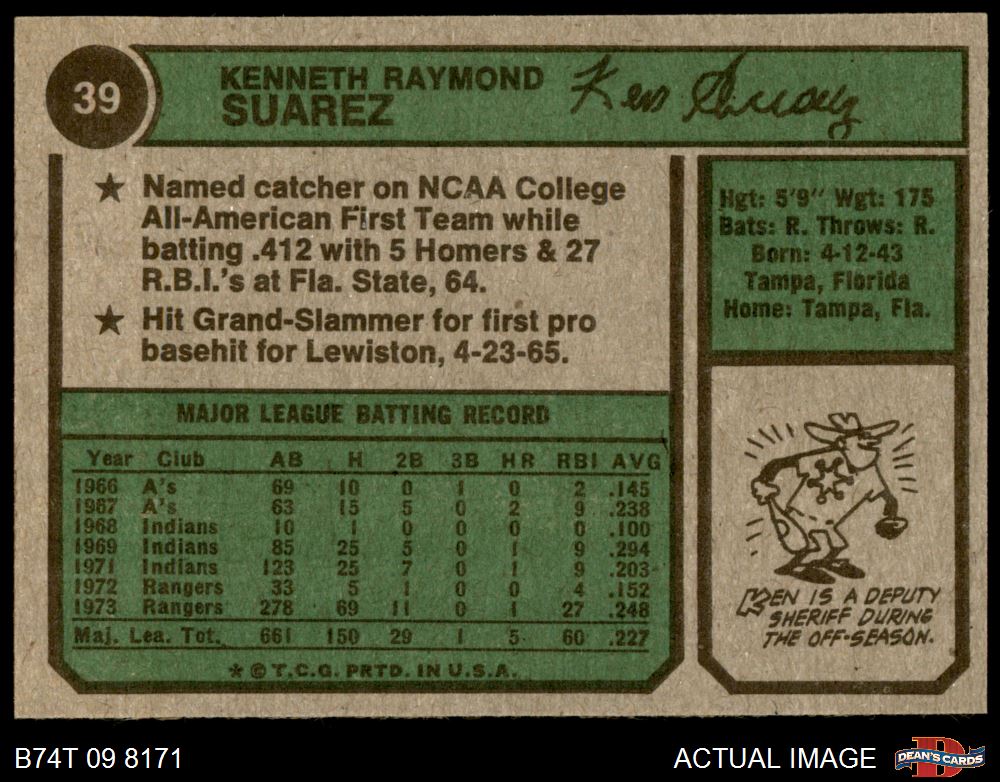 39
KENNETH RAYMOND
SUAREZ
Ken Suarez
★ Named catcher on NCAA College
All-American First Team while
batting .412 with 5 Homers & 27
R.B.I.'s at Fla. State, 64.
★ Hit Grand-Slammer for first pro
basehit for Lewiston, 4-23-65.
Hgt: 5'9" Wgt: 175
Bats: R. Throws: R.
Born: 4-12-43
Tampa, Florida
Home: Tampa, Fla.
MAJOR LEAGUE BATTING RECORD
Year Club AB H 2B 3B HR RBI AVG
1966 A's 69 10 0 1 0 2 .145
1967 A's 63 15 5 0 2 9 .238
1968 Indians 10 1 0 0 0 0 .100
1969 Indians 85 25 5 0 1 9 .294
1971 Indians 123 25 7 0 1 9 .203
1972 Rangers 33 5 1 0 0 4 .152
1973 Rangers 278 69 11 0 1 27 .248
Maj. Lea. Tot. 661 150 29 1 5 60 .227
★ © T.C.G. PRTD. IN U.S.A.
KEN IS A DEPUTY
SHERIFF DURING
THE OFF-SEASON.
B74T 09 8171
ACTUAL IMAGE
D
DEAN'S CARDS